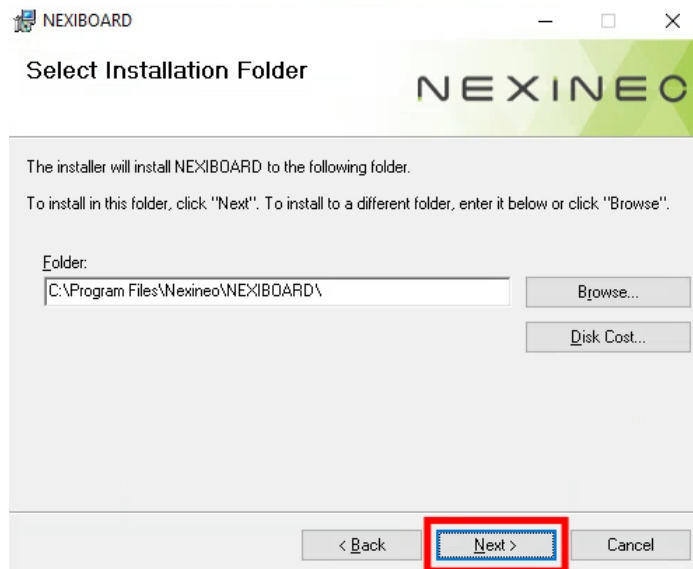 NEXIBOARD
Select Installation Folder
NEXINEO
The installer will install NEXIBOARD to the following folder.
To install in this folder, click "Next". To install to a different folder, enter it below or click "Browse".
Folder:
C:\Program Files\Nexineo\NEXIBOARD\
Browse...
Disk Cost...
< Back
Next >
Cancel